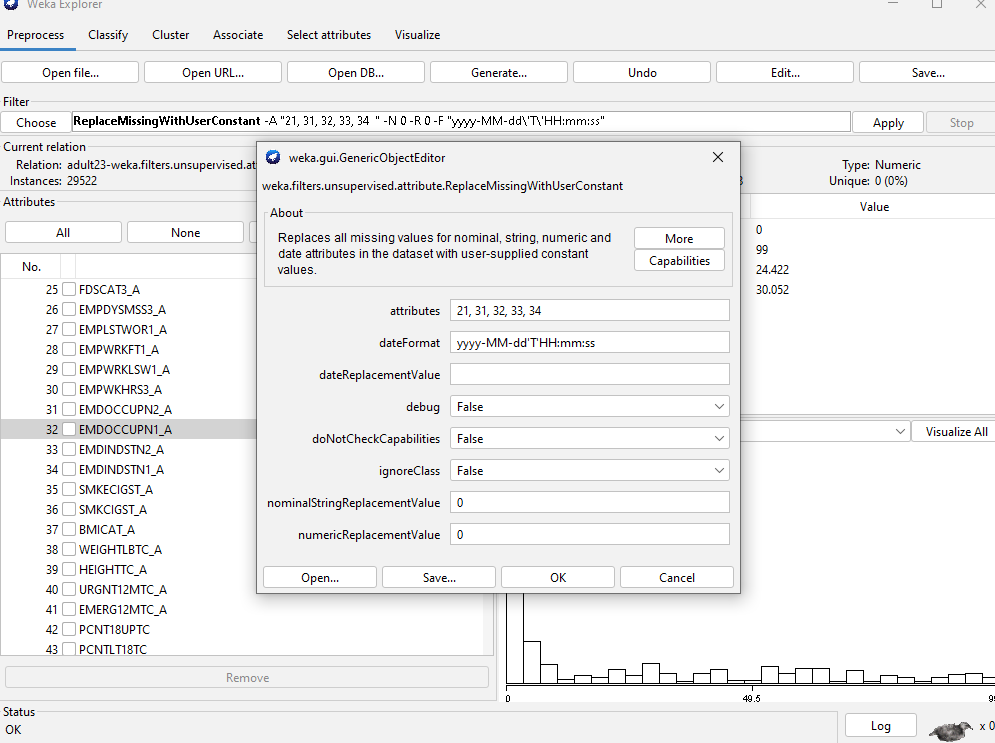 Weka Explorer
Preprocess Classify Cluster Associate Select attributes Visualize
Open file... Open URL... Open DB... Generate... Undo Edit... Save...
Filter
Choose ReplaceMissingWithUserConstant -A "21, 31, 32, 33, 34 " -N 0 -R 0 -F "yyyy-MM-dd\'T\'HH:mm:ss" Apply Stop
Current relation
Relation: adult23-weka.filters.unsupervised.at
Instances: 29522
Attributes
All None
No.
25 FDSCAT3_A
26 EMPDYSMSS3_A
27 EMPLSTWOR1_A
28 EMPWRKFT1_A
29 EMPWRKLSW1_A
30 EMPWKHRS3_A
31 EMDOCCUPN2_A
32 EMDOCCUPN1_A
33 EMDINDSTN2_A
34 EMDINDSTN1_A
35 SMKECIGST_A
36 SMKCIGST_A
37 BMICAT_A
38 WEIGHTLBTC_A
39 HEIGHTTC_A
40 URGNT12MTC_A
41 EMERG12MTC_A
42 PCNT18UPTC
43 PCNTLT18TC
Remove
Status
OK
weka.gui.GenericObjectEditor
weka.filters.unsupervised.attribute.ReplaceMissingWithUserConstant
About
Replaces all missing values for nominal, string, numeric and
date attributes in the dataset with user-supplied constant
values.
More
Capabilities
attributes 21, 31, 32, 33, 34
dateFormat yyyy-MM-dd'T'HH:mm:ss
dateReplacementValue
debug False
doNotCheckCapabilities False
ignoreClass False
nominalStringReplacementValue 0
numericReplacementValue 0
Open... Save... OK Cancel
Type: Numeric
Unique: 0 (0%)
Value
0
99
24.422
30.052
Visualize All
0 49.5 99
Log x 0